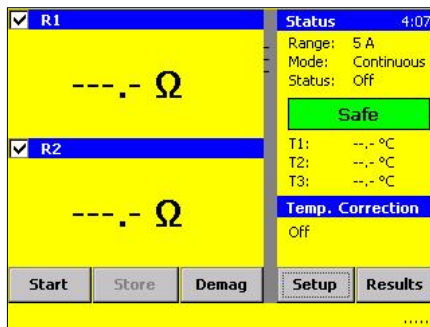 R1
---.- Ω
R2
---.- Ω
Start Store Demag
Status 4:07
Range: 5 A
Mode: Continuous
Status: Off
Safe
T1: --.- °C
T2: --.- °C
T3: --.- °C
Temp. Correction
Off
Setup Results